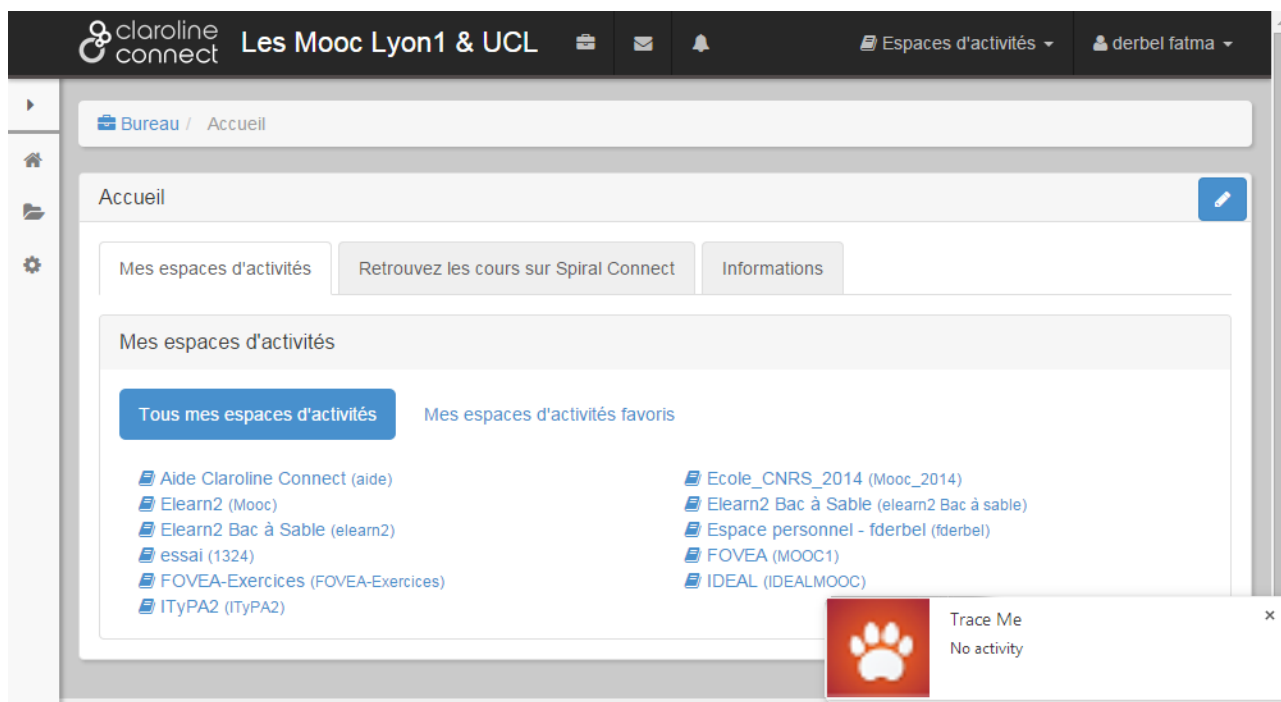 claroline
connect
Les Mooc Lyon1 & UCL
Espaces d'activités
derbel fatma
Bureau / Accueil
Accueil
Mes espaces d'activités
Retrouvez les cours sur Spiral Connect
Informations
Mes espaces d'activités
Tous mes espaces d'activités
Mes espaces d'activités favoris
Aide Claroline Connect (aide)
Ecole_CNRS_2014 (Mooc_2014)
Elearn2 (Mooc)
Elearn2 Bac à Sable (elearn2 Bac à sable)
Elearn2 Bac à Sable (elearn2)
Espace personnel - fderbel (fderbel)
essai (1324)
FOVEA (MOOC1)
FOVEA-Exercices (FOVEA-Exercices)
IDEAL (IDEALMOOC)
ITyPA2 (ITyPA2)
Trace Me
×
No activity